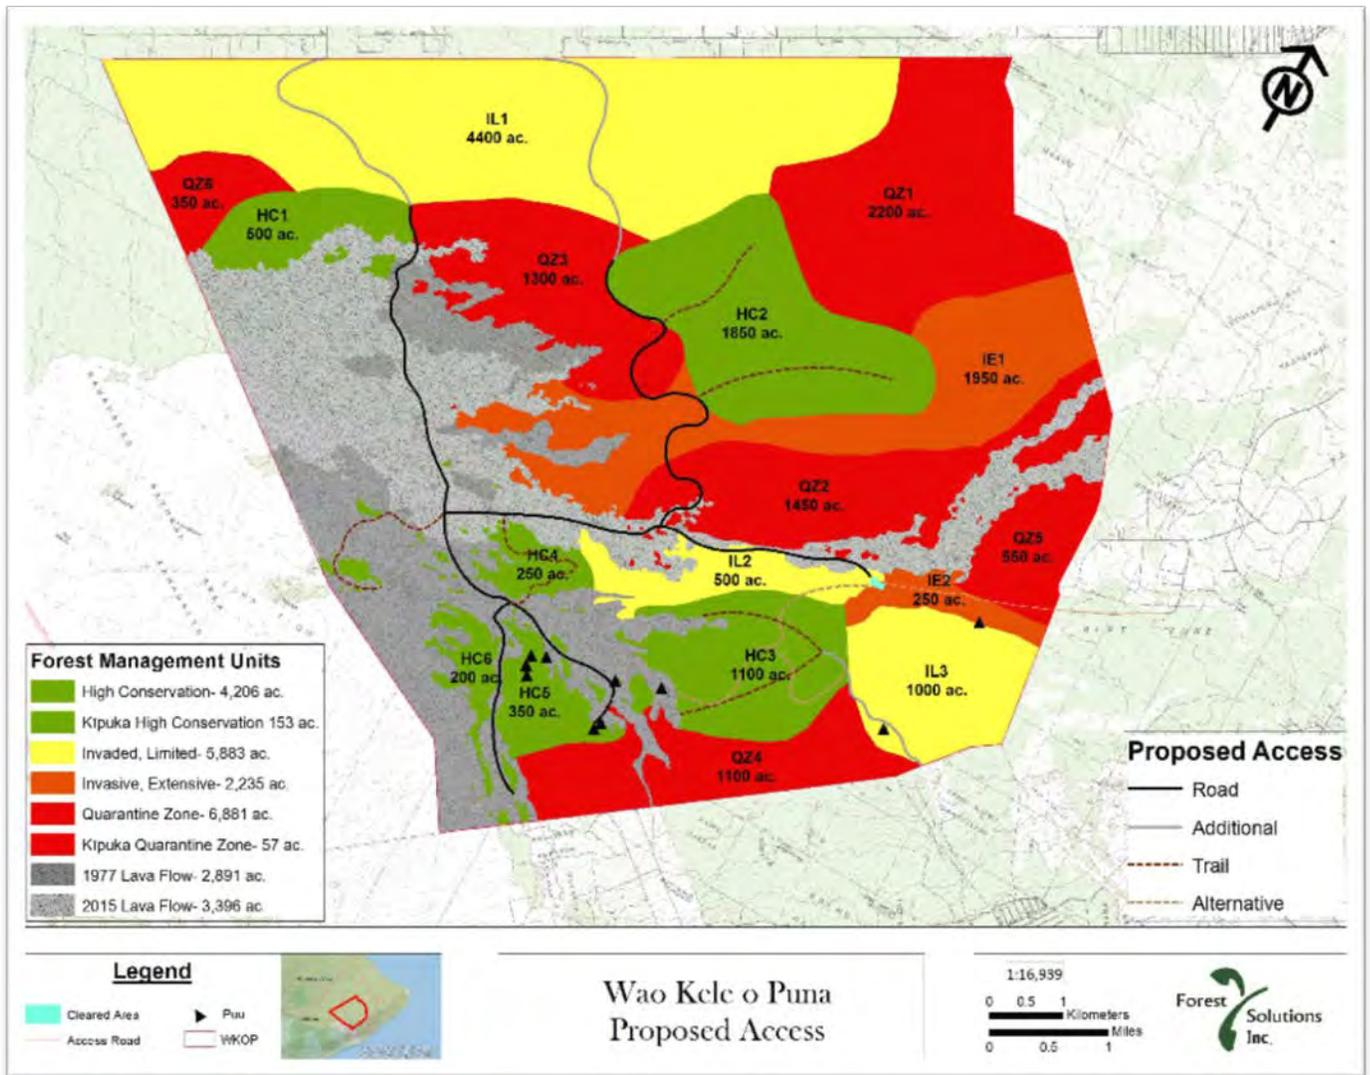 N
IL1
4400 ac.
QZ6
350 ac.
HC1
500 ac.
QZ1
2200 ac.
QZ3
1300 ac.
HC2
1850 ac.
IE1
1950 ac.
QZ2
1450 ac.
QZ5
550 ac.
HC4
250 ac.
IL2
500 ac.
IE2
250 ac.
HC6
200 ac.
HC5
350 ac.
HC3
1100 ac.
IL3
1000 ac.
QZ4
1100 ac.
Forest Management Units
High Conservation- 4,206 ac.
Kipuka High Conservation 153 ac.
Invaded, Limited- 5,883 ac.
Invasive, Extensive- 2,235 ac.
Quarantine Zone- 6,881 ac.
Kipuka Quarantine Zone- 57 ac.
1977 Lava Flow- 2,891 ac.
2015 Lava Flow- 3,396 ac
Proposed Access
Road
Additional
Trail
Alternative
Legend
Cleared Area
Puu
Access Road
WKOP
Wao Kele o Puna
Proposed Access
1:16,939
0 0.5 1
Kilometers
Miles
0 0.5 1
Forest
Solutions
Inc.